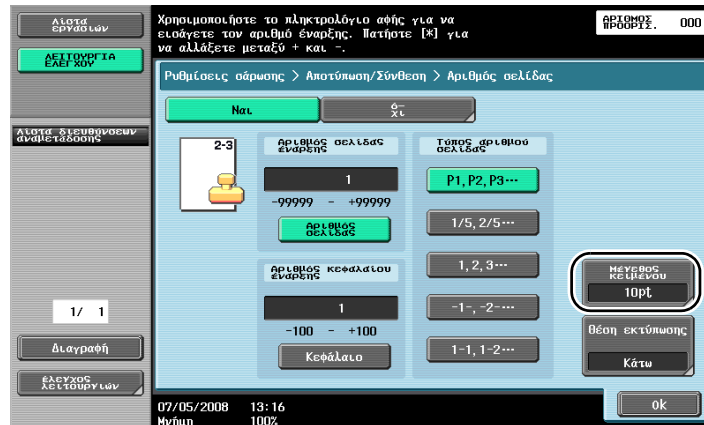 Λίστα
εργασιών
ΛΕΙΤΟΥΡΓΙΑ
ΕΛΕΓΧΟΥ
Χρησιμοποιήστε το πληκτρολόγιο αφής για να
εισάγετε τον αριθμό έναρξης. Πατήστε [*] για
να αλλάξετε μεταξύ + και -.
ΑΡΙΘΜΟΣ
ΠΡΟΟΡΙΣ.
000
Ρυθμίσεις σάρωσης > Αποτύπωση/Σύνθεση > Αριθμός σελίδας
Ναι
ό-
χι
Λίστα διευθύνσεων
αναμετάδοσης
2-3
Αριθμός σελίδας
έναρξης
1
-99999 - +99999
Αριθμός
σελίδας
Τύπος αριθμού
σελίδας
P1,P2,P3···
1/5,2/5···
1,2,3···
-1-,-2-···
1-1,1-2···
Αριθμός κεφαλαίου
έναρξης
1
-100 - +100
Κεφάλαιο
Μέγεθος
κειμένου
10pt
θέση εκτύπωσης
Κάτω
1/ 1
Διαγραφή
έλεγχος
λειτουργιών
07/05/2008 13:16
Μνήμη 100%
ok